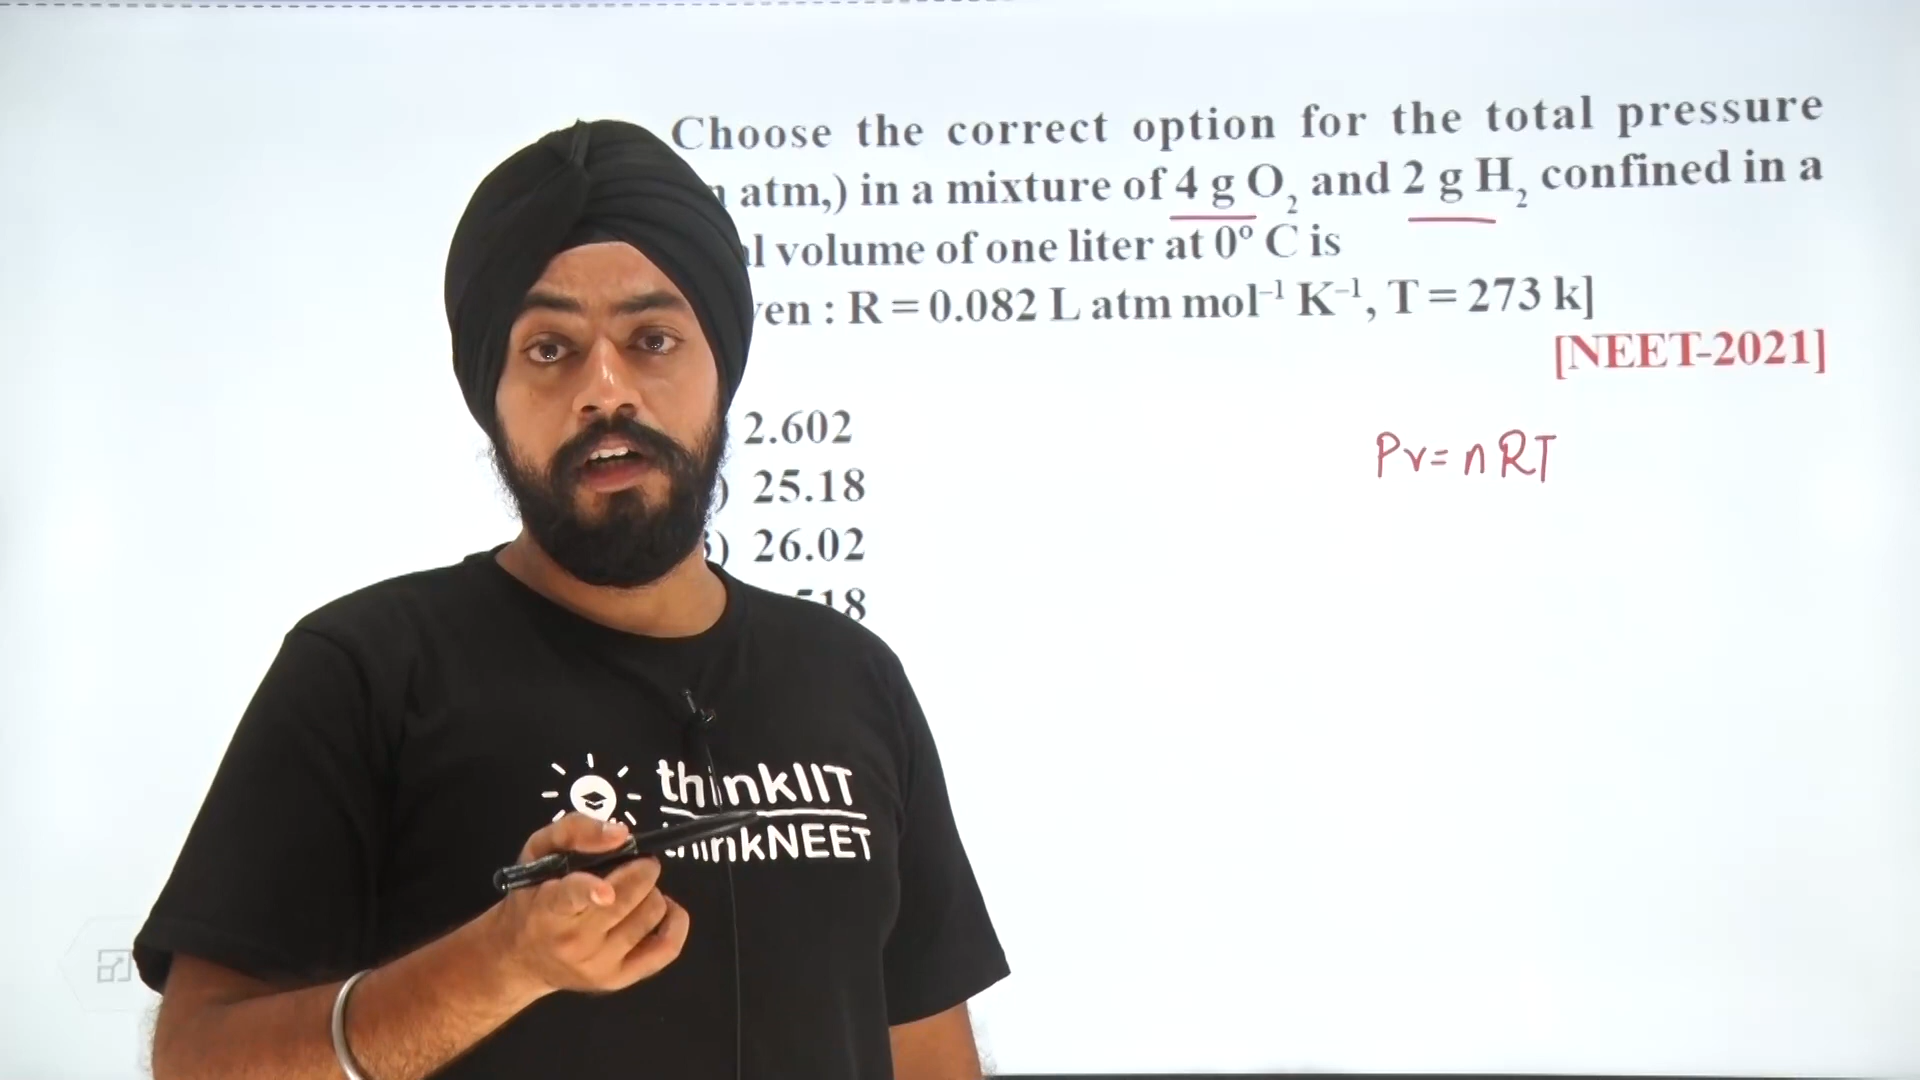 Choose the correct option for the total pressure
atm,) in a mixture of 4 g O₂ and 2 g H₂ confined in a
volume of one liter at 0º C is
: R = 0.082 L atm mol⁻¹ K⁻¹, T = 273 k]
[NEET-2021]
2.602
Pv = nRT
) 25.18
) 26.02
18
thinkIIT
thinkNEET